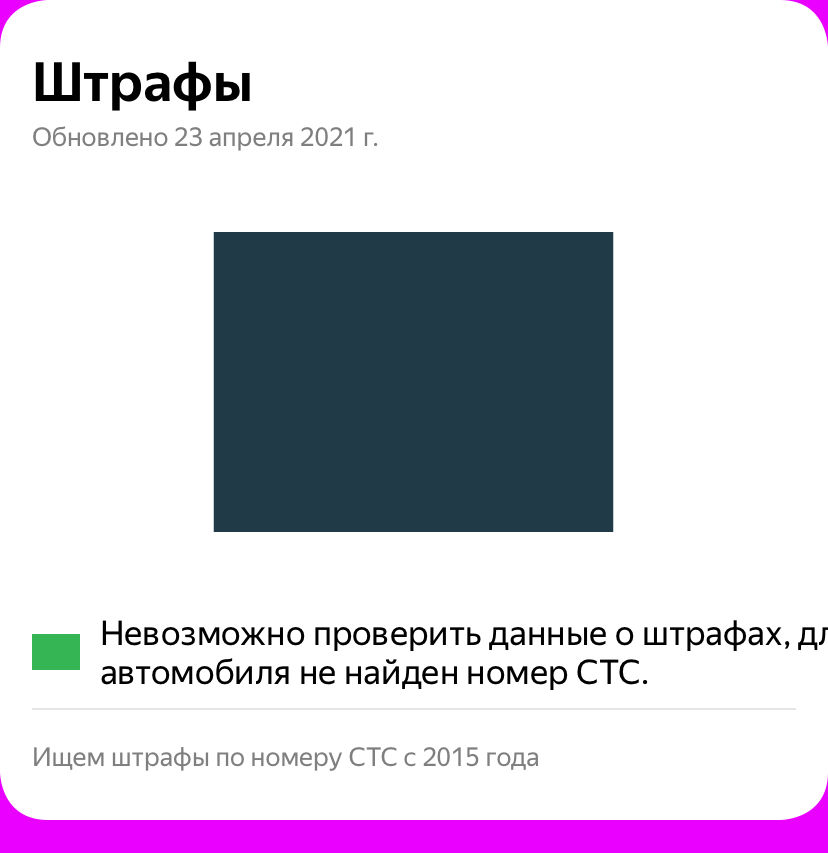 Штрафы
Обновлено 23 апреля 2021 г.
Невозможно проверить данные о штрафах,
автомобиля не найден номер СТС.
Ищем штрафы по номеру СТС с 2015 года